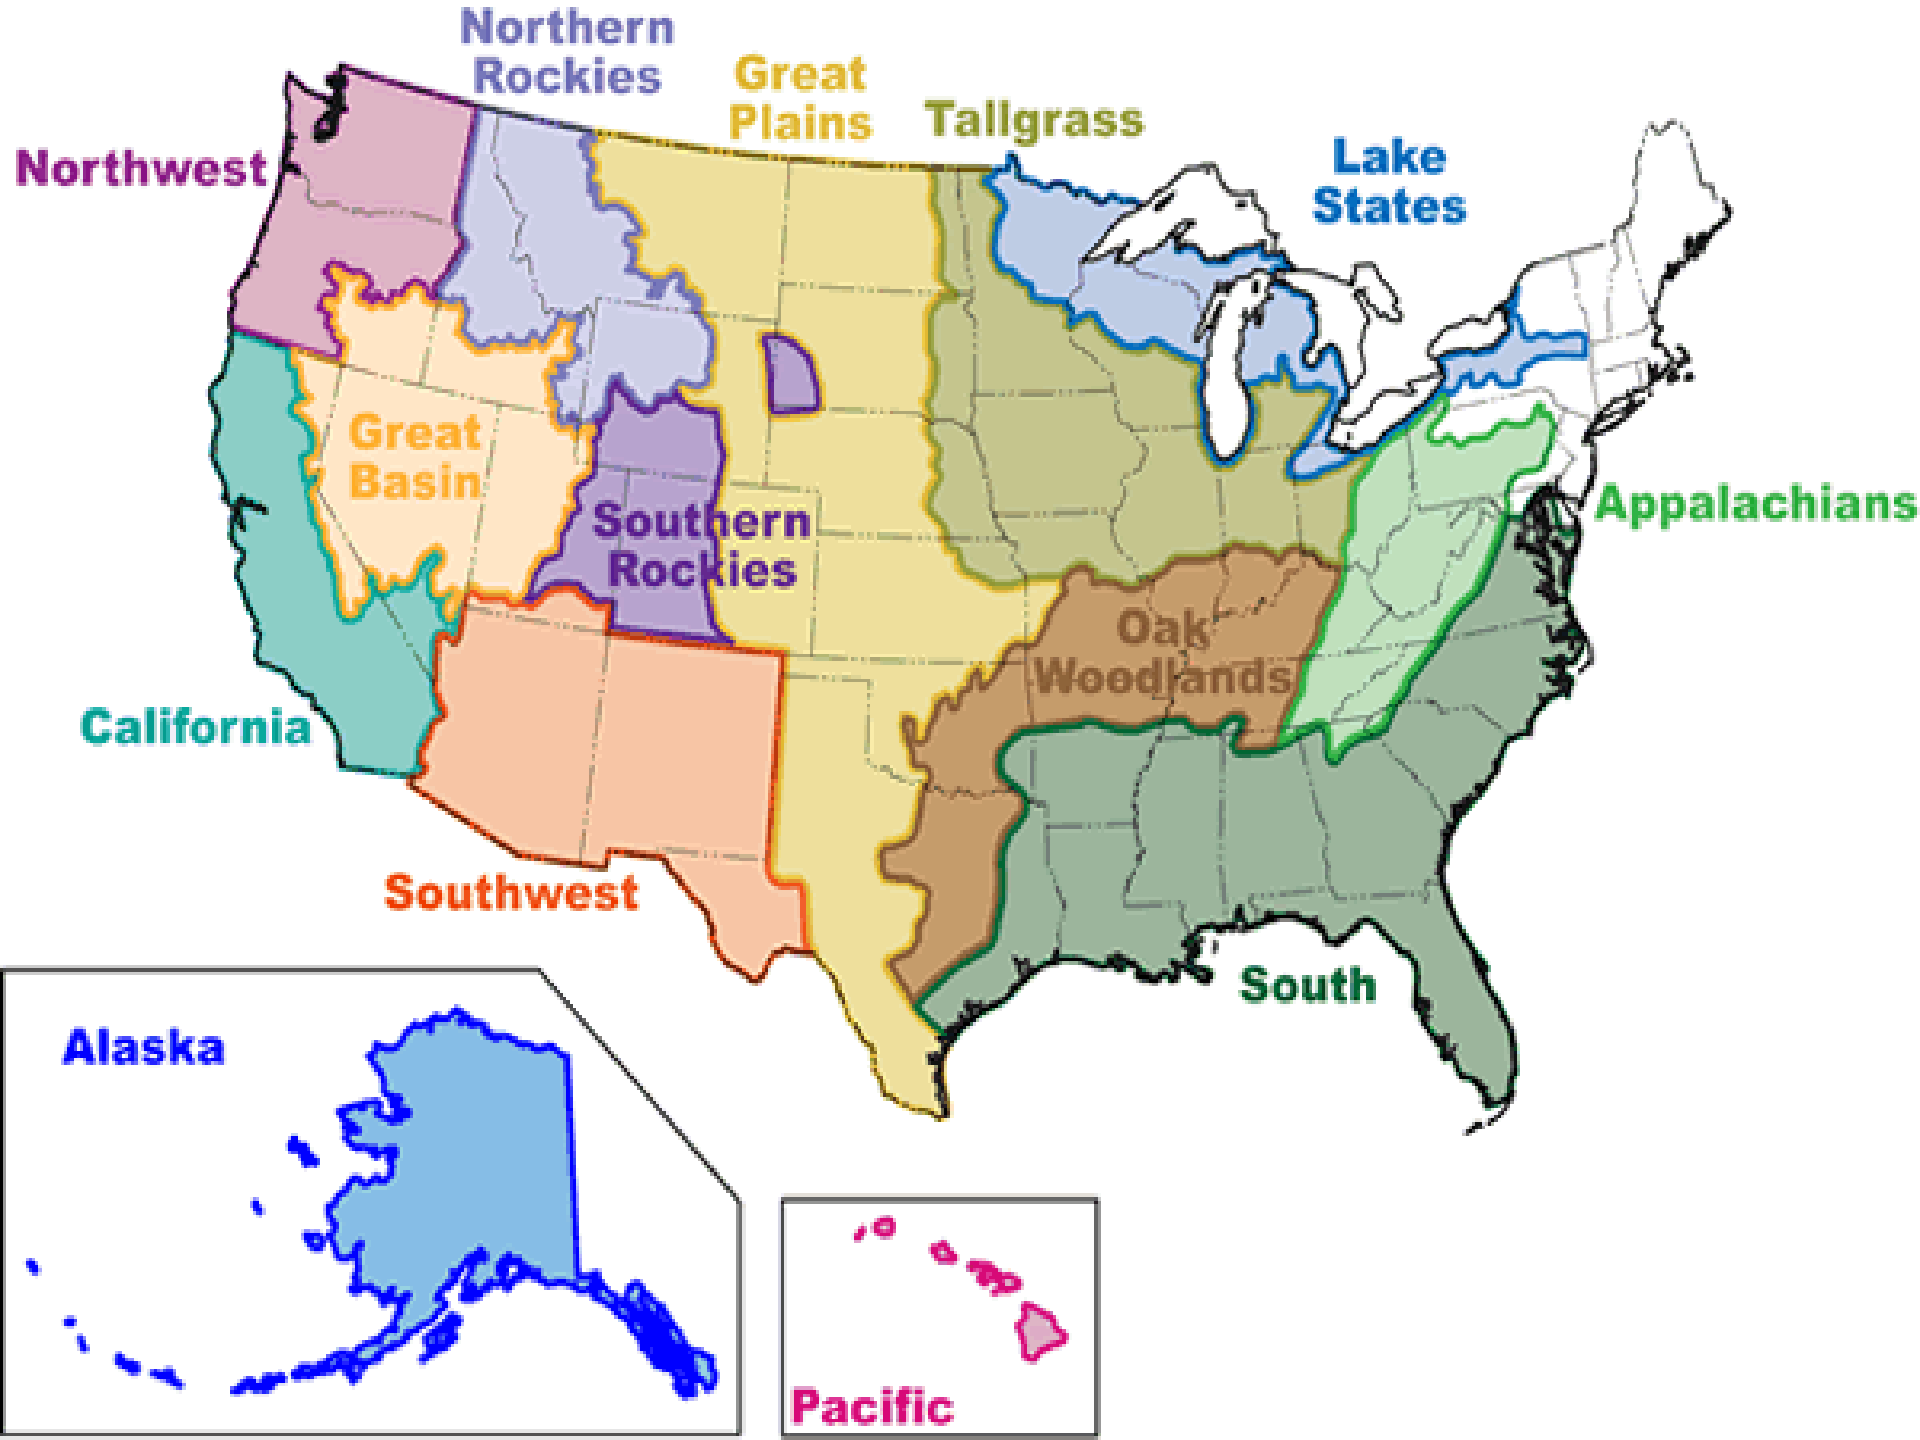 Northern
Rockies
Great
Plains
Tallgrass
Lake
States
Northwest
Great
Basin
Southern
Rockies
Appalachians
Oak
Woodlands
California
Southwest
South
Alaska
Pacific